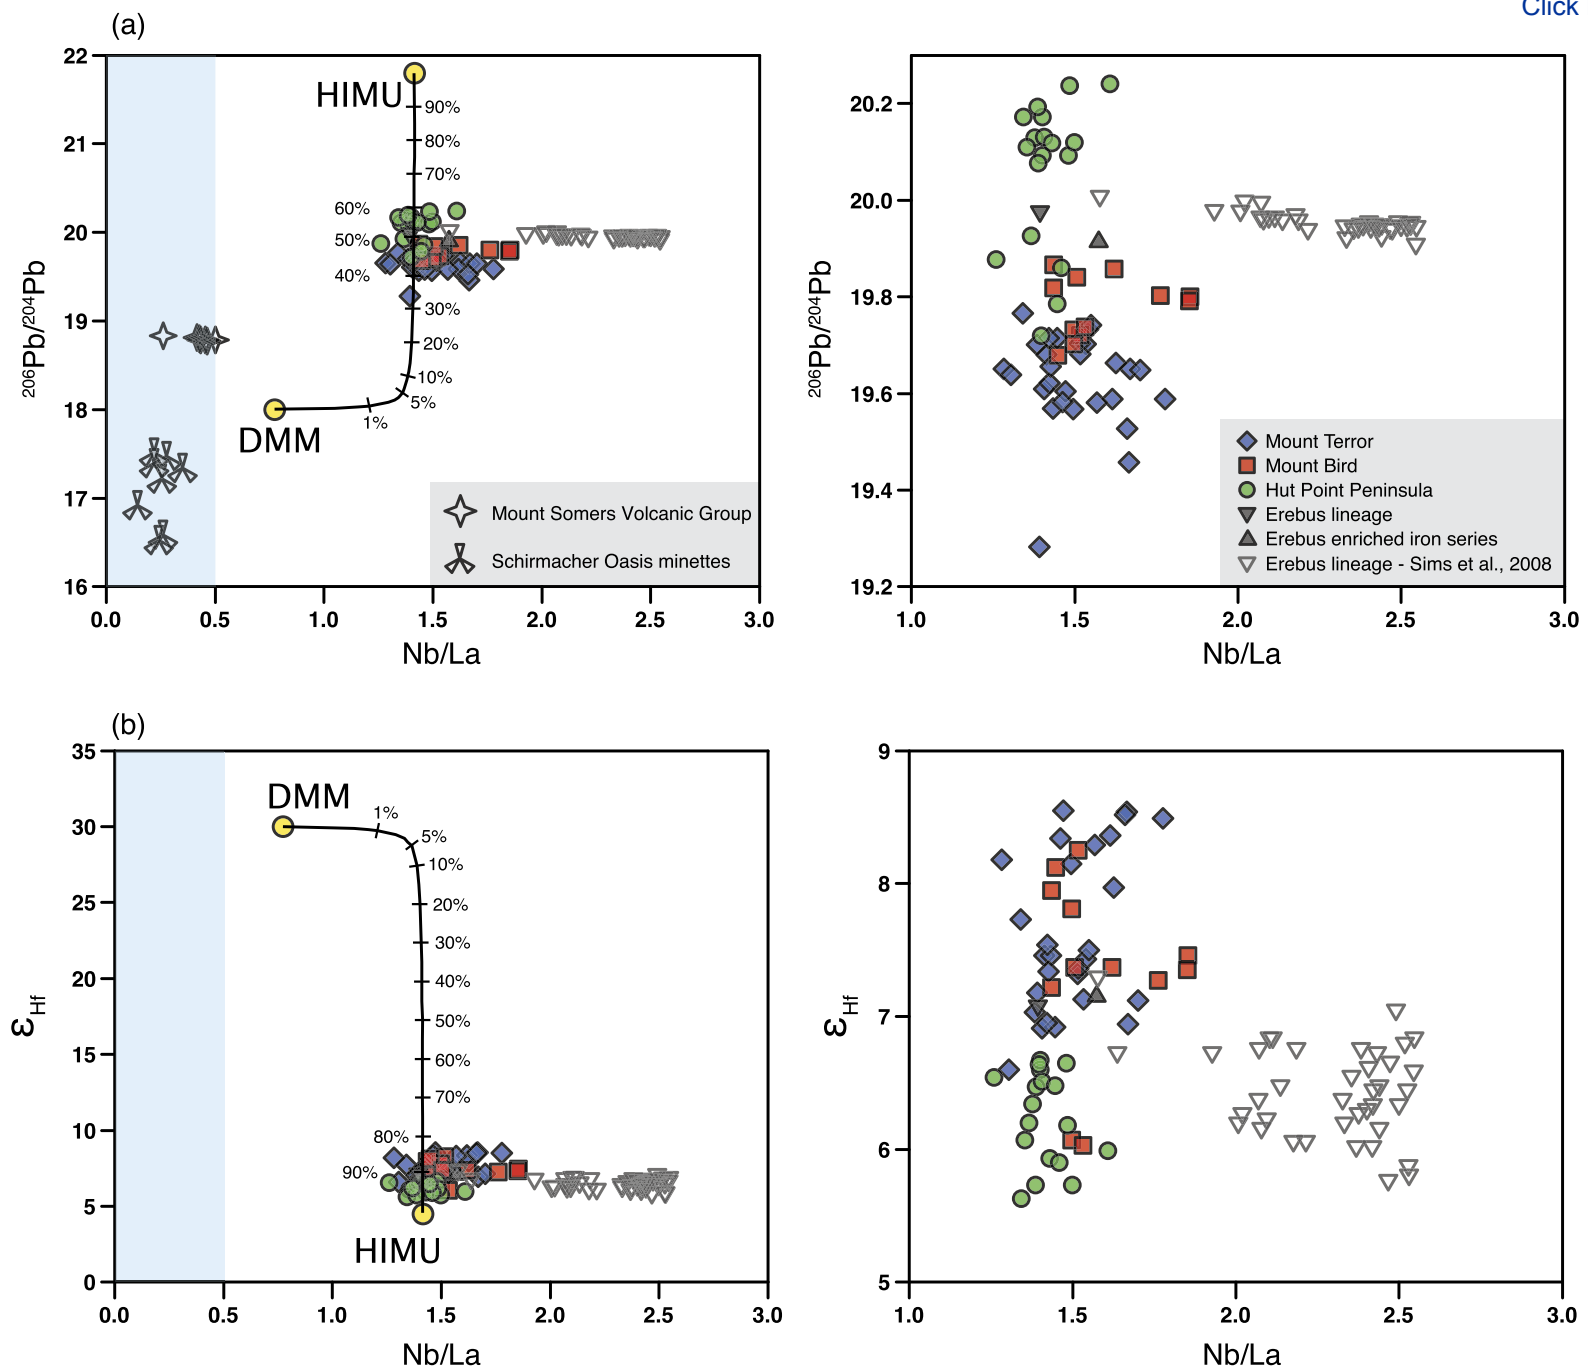 Click
(a)
22
21
20
19
18
17
16
206Pb/204Pb
HIMU
90%
80%
70%
60%
50%
40%
30%
20%
10%
5%
1%
DMM
Mount Somers Volcanic Group
Schirmacher Oasis minettes
0.0 0.5 1.0 1.5 2.0 2.5 3.0
Nb/La
20.2
20.0
19.8
19.6
19.4
19.2
206Pb/204Pb
Mount Terror
Mount Bird
Hut Point Peninsula
Erebus lineage
Erebus enriched iron series
Erebus lineage - Sims et al., 2008
1.0 1.5 2.0 2.5 3.0
Nb/La
(b)
35
30
25
20
15
10
5
0
εHf
DMM
1%
5%
10%
20%
30%
40%
50%
60%
70%
80%
90%
HIMU
0.0 0.5 1.0 1.5 2.0 2.5 3.0
Nb/La
9
8
7
6
5
εHf
1.0 1.5 2.0 2.5 3.0
Nb/La